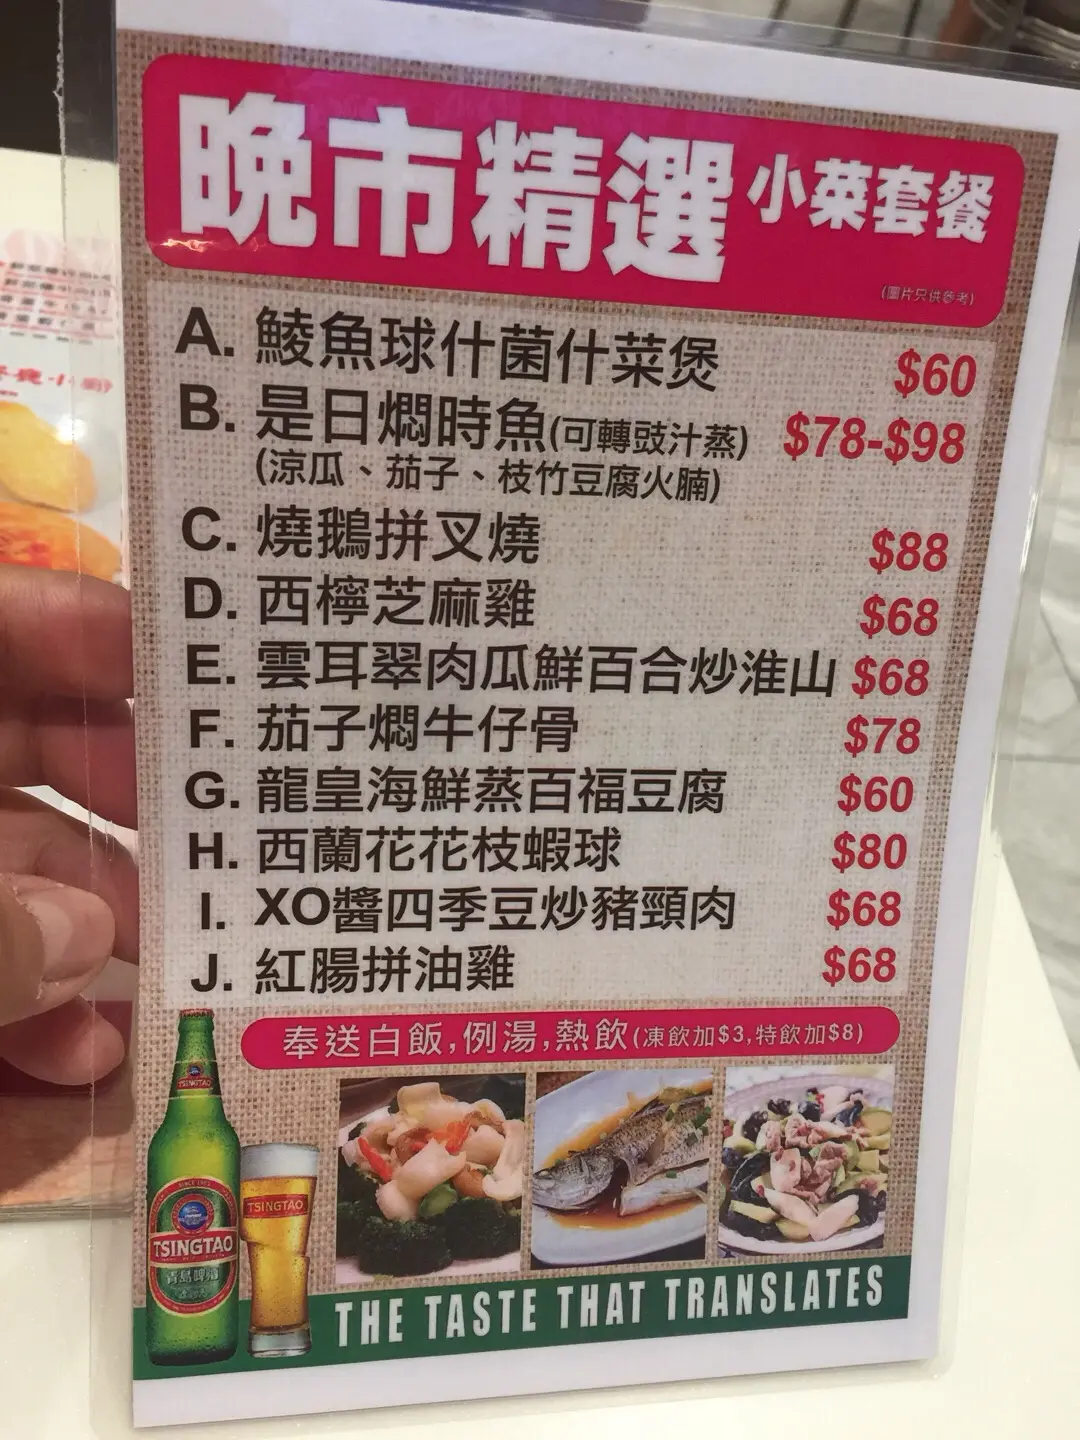 晚市精選 小菜套餐
(圖片只供參考)
A. 鯪魚球什菌什菜煲 $60
B. 是日燜時魚(可轉豉汁蒸) $78-$98
(涼瓜、茄子、枝竹豆腐火腩)
C. 燒鵝拼叉燒 $88
D. 西檸芝麻雞 $68
E. 雲耳翠肉瓜鮮百合炒淮山 $68
F. 茄子燜牛仔骨 $78
G. 龍皇海鮮蒸百福豆腐 $60
H. 西蘭花花枝蝦球 $80
I. XO醬四季豆炒豬頸肉 $68
J. 紅腸拼油雞 $68
奉送白飯,例湯,熱飲(凍飲加$3,特飲加$8)
TSINGTAO
TSINGTAO
TSINGTAO
青島啤酒
THE TASTE THAT TRANSLATES